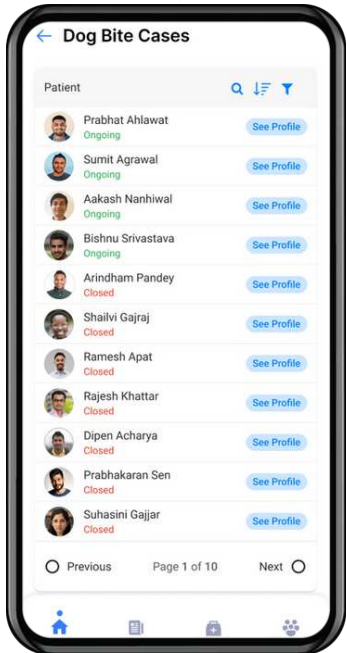 Dog Bite Cases
Patient
Prabhat Ahlawat
See Profile
Ongoing
Sumit Agrawal
See Profile
Ongoing
Aakash Nanhiwal
See Profile
Ongoing
Bishnu Srivastava
See Profile
Ongoing
Arindham Pandey
See Profile
Closed
Shailvi Gajraj
See Profile
Closed
Ramesh Apat
See Profile
Closed
Rajesh Khattar
See Profile
Closed
Dipen Acharya
See Profile
Closed
Prabhakaran Sen
See Profile
Closed
Suhasini Gajjar
See Profile
Closed
Previous Page 1 of 10 Next